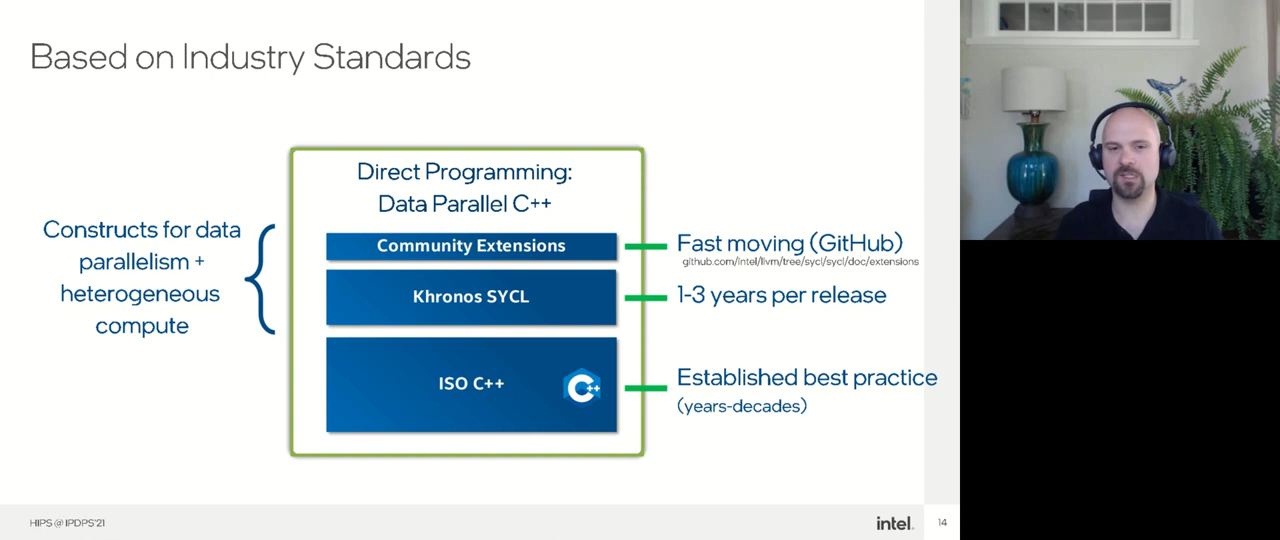 Based on Industry Standards
Direct Programming:
Data Parallel C++
Constructs for data
parallelism +
heterogeneous
compute
Community Extensions
Khronos SYCL
ISO C++
C++
Fast moving (GitHub)
github.com/intel/llvm/tree/sycl/sycl/doc/extensions
1-3 years per release
Established best practice
(years-decades)
HIPS @ IPDPS'21
intel.
14